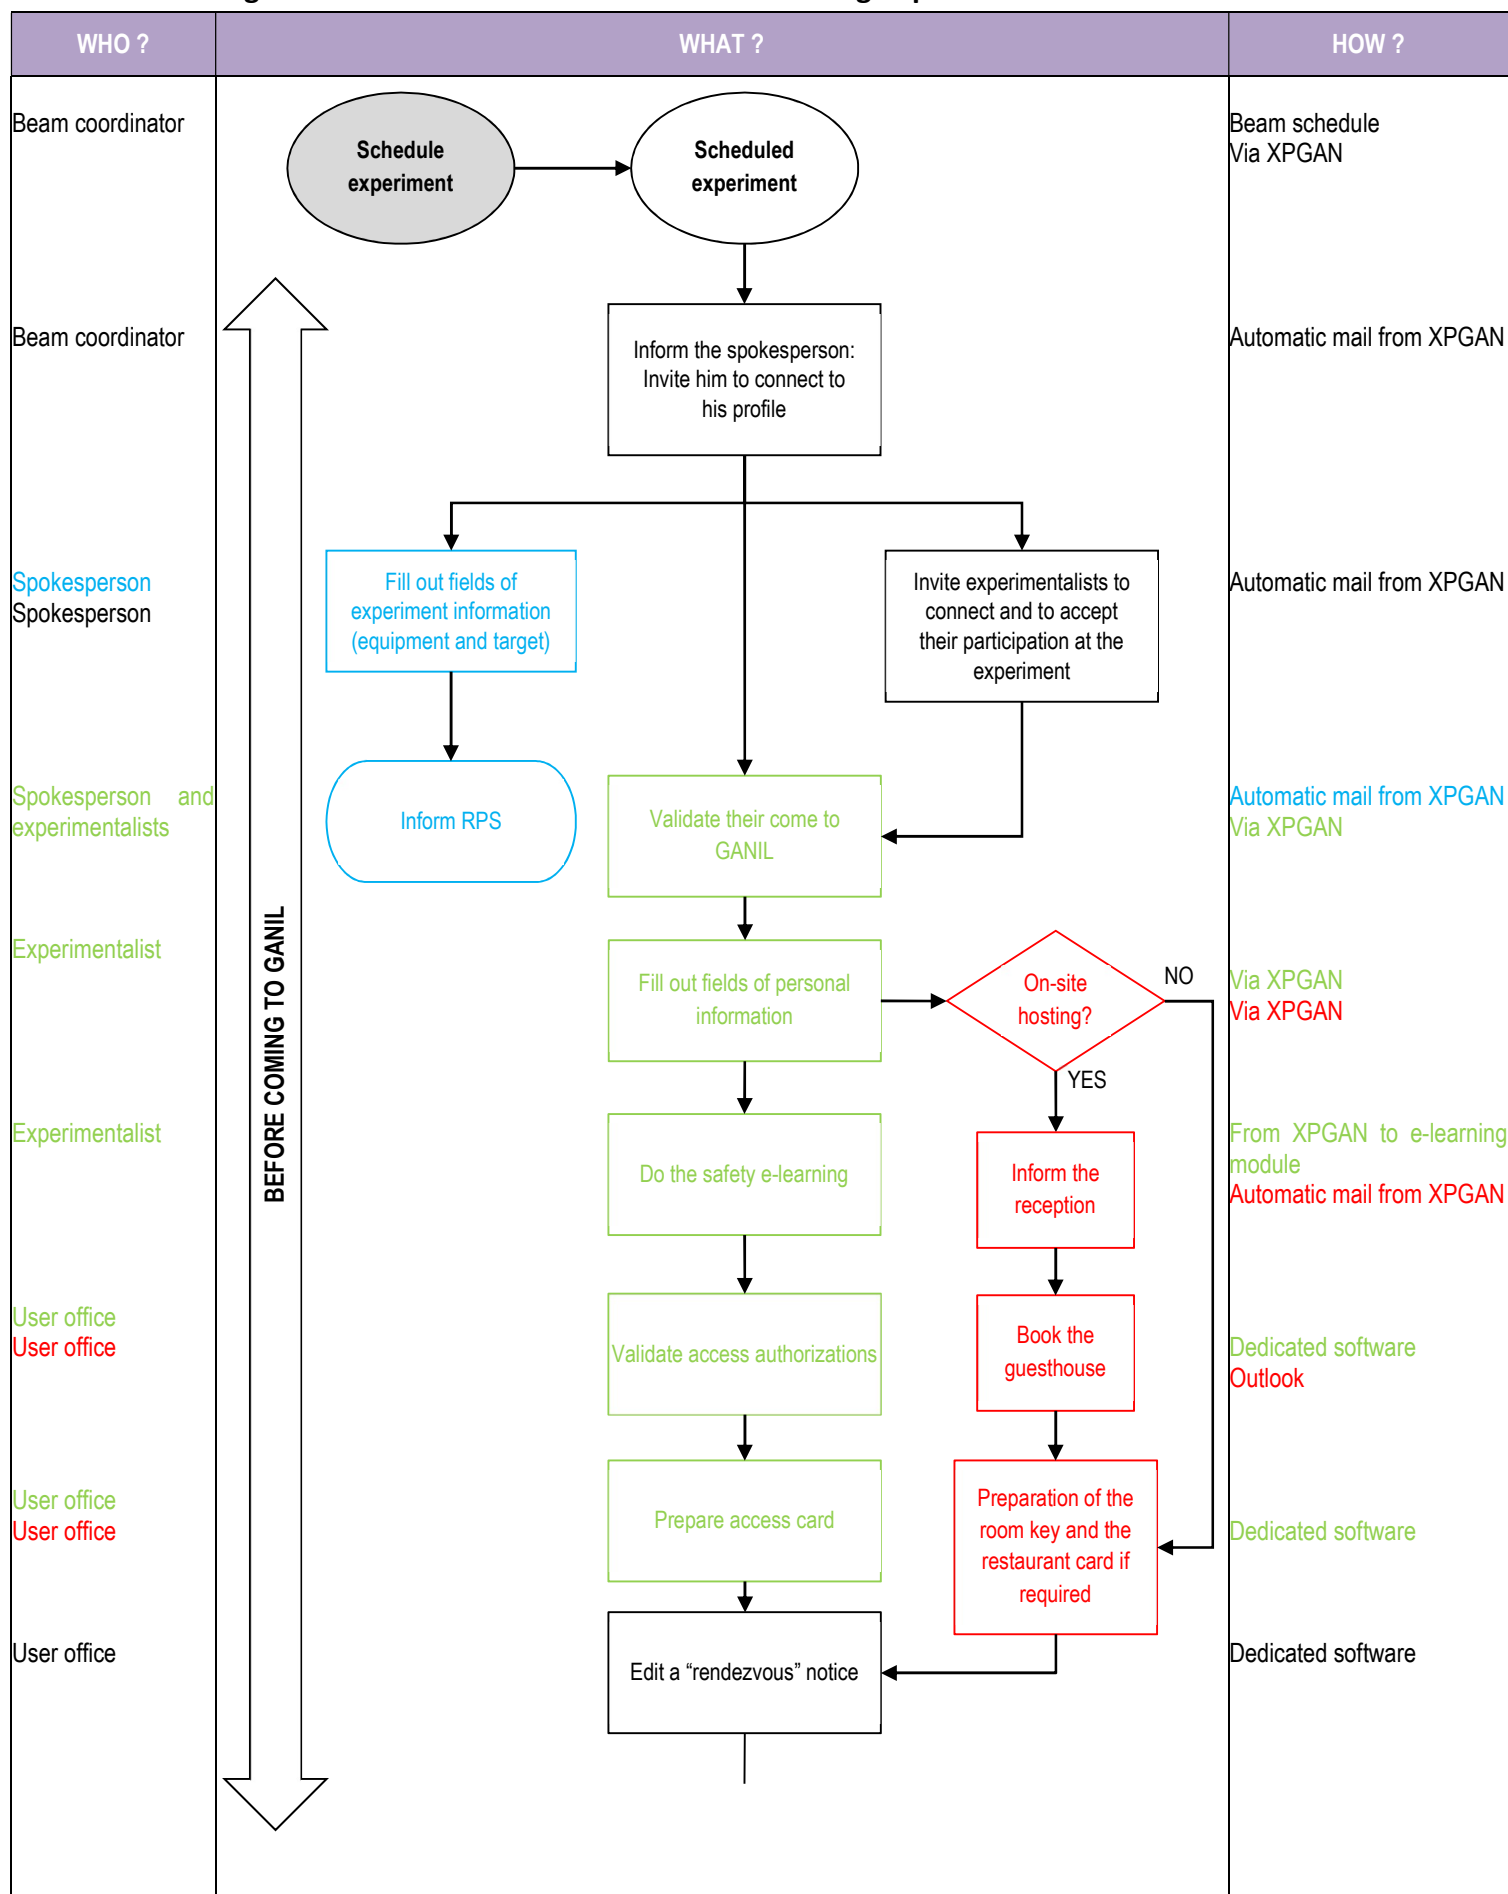 WHO ?
WHAT ?
HOW ?
Beam coordinator
Schedule
experiment
Scheduled
experiment
Beam schedule
Via XPGAN
Beam coordinator
Inform the spokesperson:
Invite him to connect to
his profile
Automatic mail from XPGAN
Spokesperson
Spokesperson
Fill out fields of
experiment information
(equipment and target)
Invite experimentalists to
connect and to accept
their participation at the
experiment
Automatic mail from XPGAN
Spokesperson and
experimentalists
Inform RPS
Validate their come to
GANIL
Automatic mail from XPGAN
Via XPGAN
BEFORE COMING TO GANIL
Experimentalist
Fill out fields of personal
information
On-site
hosting?
NO
YES
Via XPGAN
Via XPGAN
Experimentalist
Do the safety e-learning
Inform the
reception
From XPGAN to e-learning
module
Automatic mail from XPGAN
User office
User office
Validate access authorizations
Book the
guesthouse
Dedicated software
Outlook
User office
User office
Prepare access card
Preparation of the
room key and the
restaurant card if
required
Dedicated software
User office
Edit a “rendezvous” notice
Dedicated software